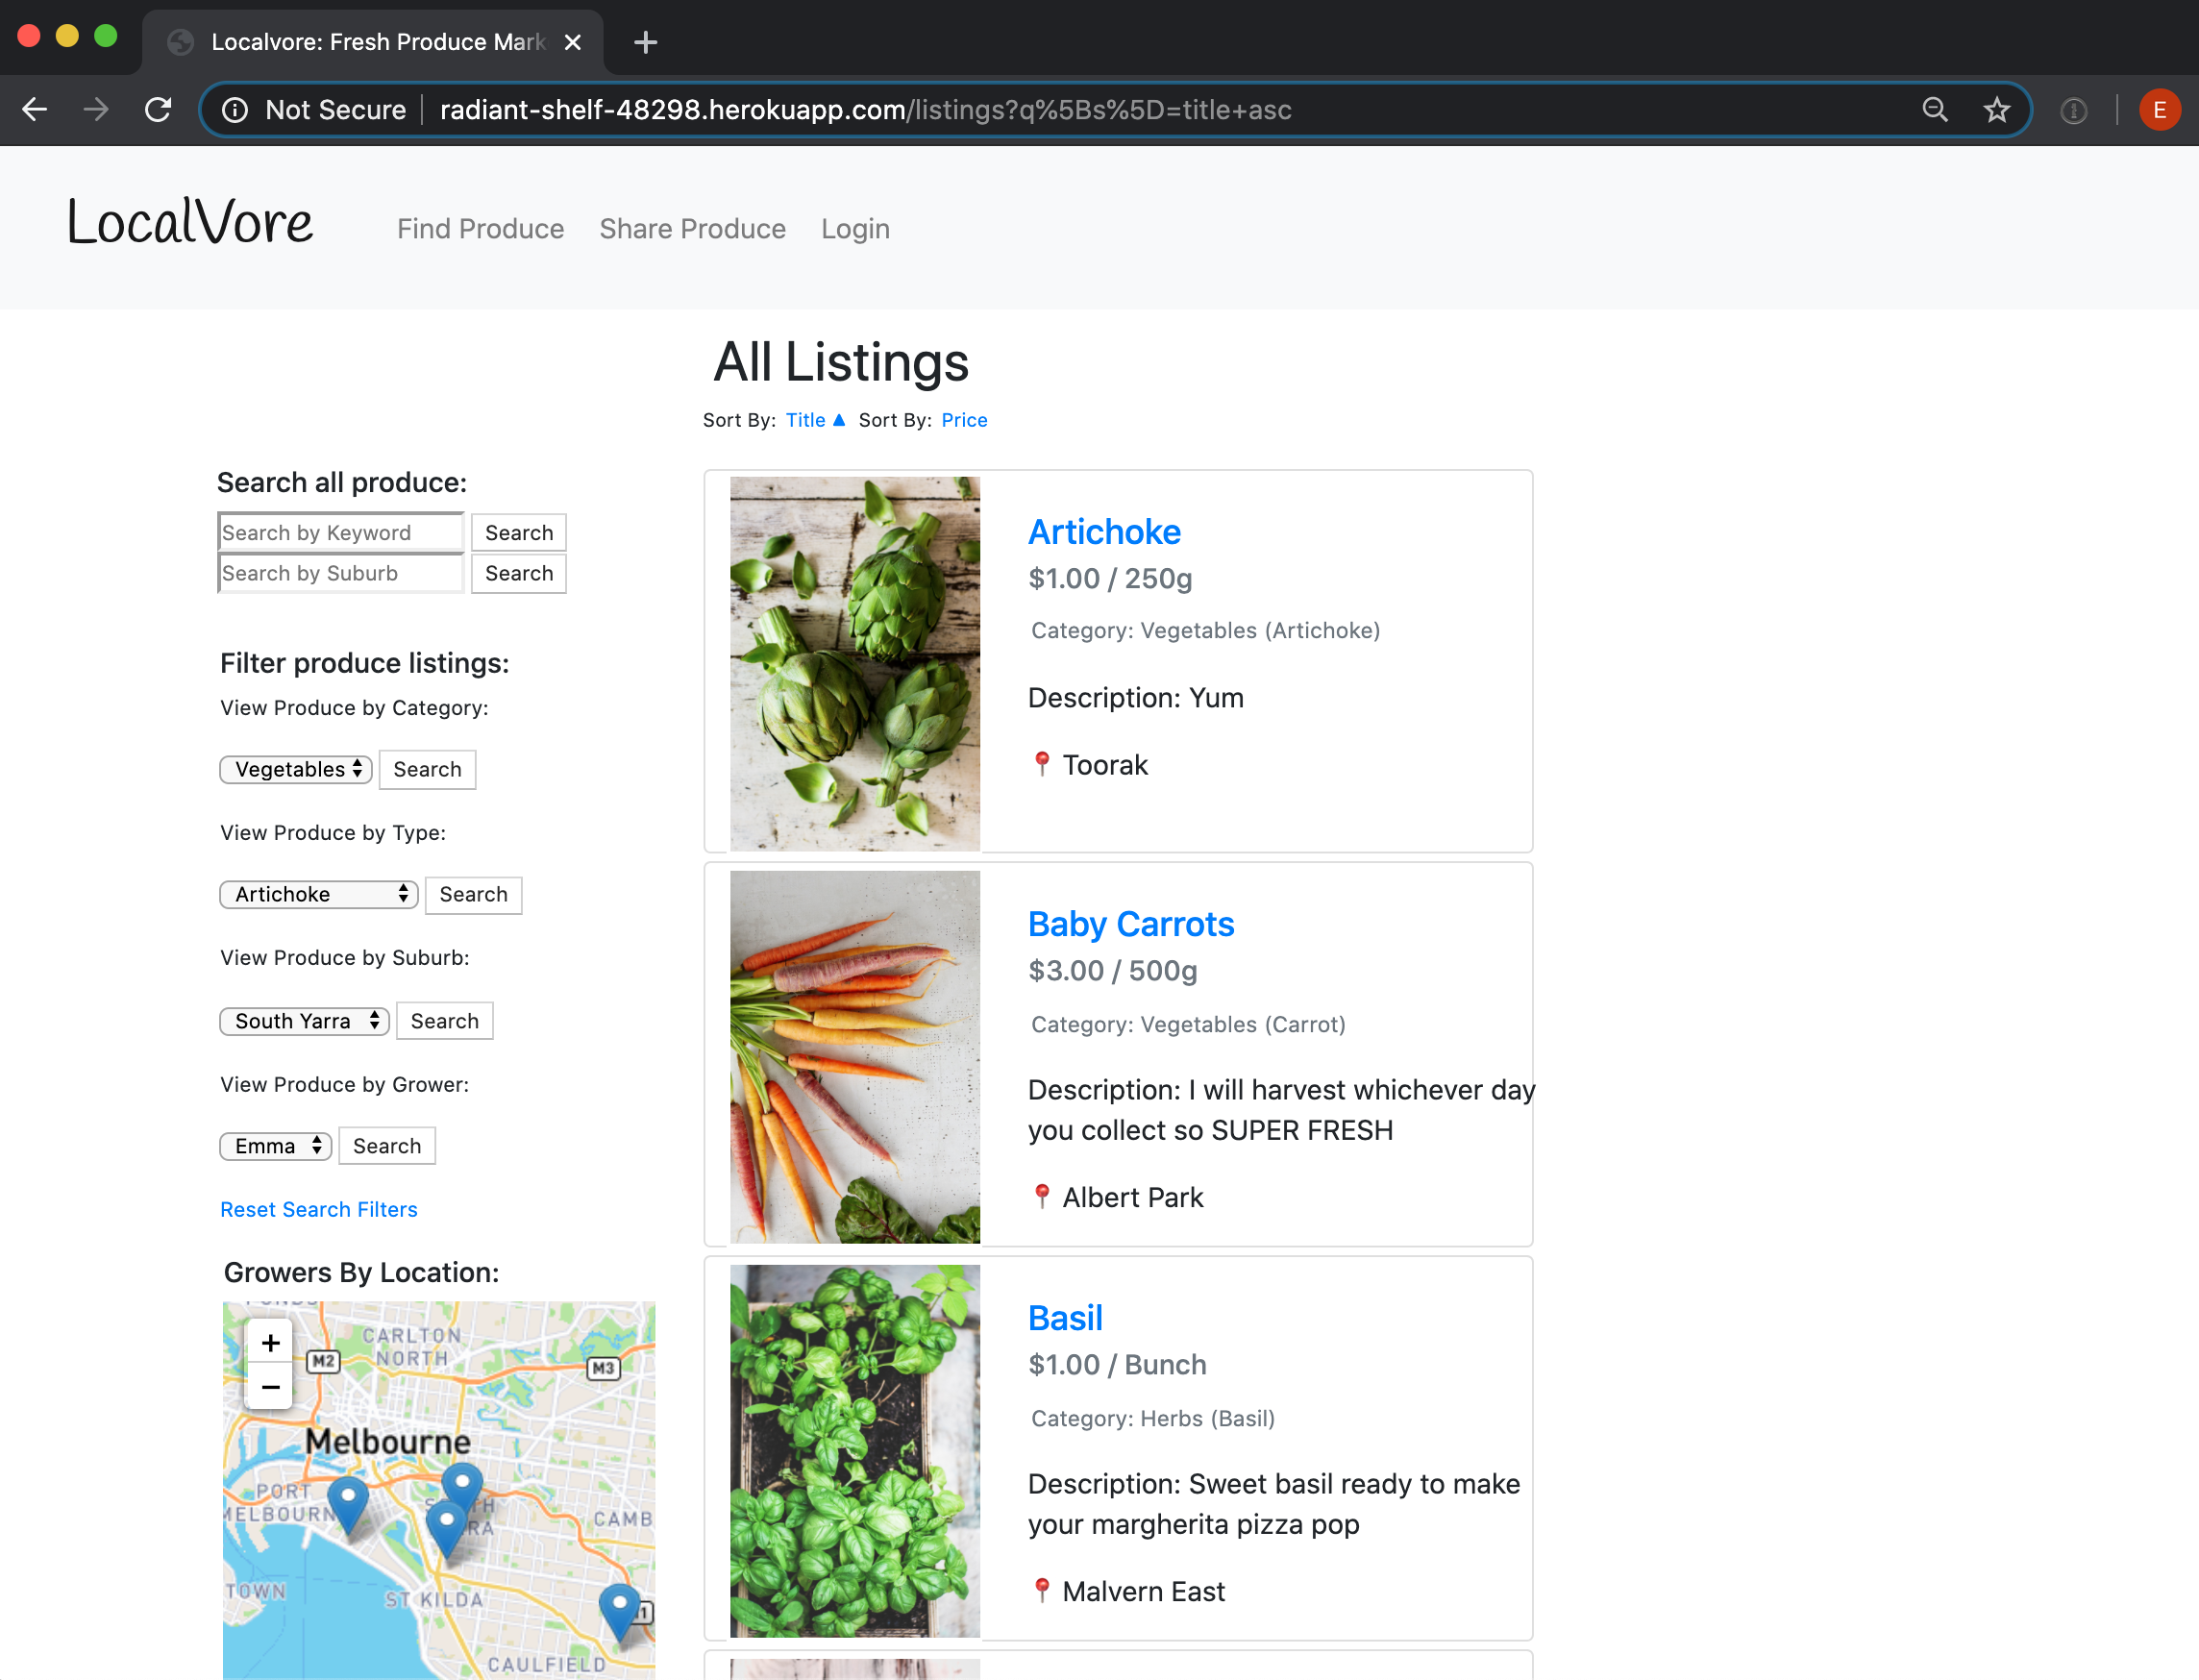 Localvore: Fresh Produce Mark
Not Secure
radiant-shelf-48298.herokuapp.com/listings?q%5Bs%5D=title+asc
E
LocalVore
Find Produce
Share Produce
Login
All Listings
Sort By: Title ▲ Sort By: Price
Search all produce:
Search by Keyword
Search
Search by Suburb
Search
Filter produce listings:
View Produce by Category:
Vegetables
Search
View Produce by Type:
Artichoke
Search
View Produce by Suburb:
South Yarra
Search
View Produce by Grower:
Emma
Search
Reset Search Filters
Growers By Location:
+
−
CARLTON
NORTH
M2
M3
Melbourne
PORT
MELBOURN
CAMB
TOWN
ST KILDA
CAULFIELD
Artichoke
$1.00 / 250g
Category: Vegetables (Artichoke)
Description: Yum
📍 Toorak
Baby Carrots
$3.00 / 500g
Category: Vegetables (Carrot)
Description: I will harvest whichever day
you collect so SUPER FRESH
📍 Albert Park
Basil
$1.00 / Bunch
Category: Herbs (Basil)
Description: Sweet basil ready to make
your margherita pizza pop
📍 Malvern East